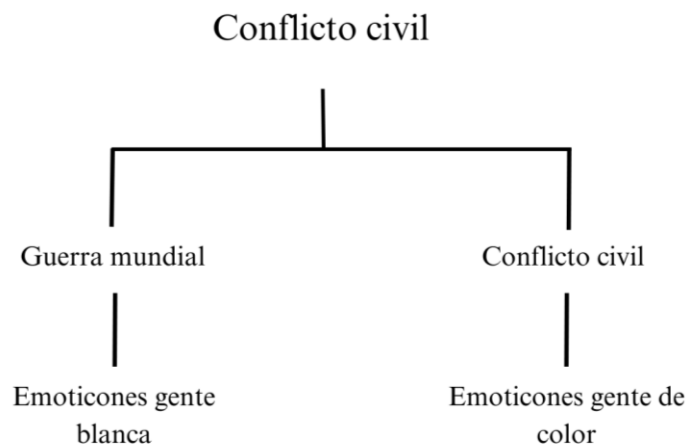 Conflicto civil
Guerra mundial
Conflicto civil
Emoticones gente
blanca
Emoticones gente de
color